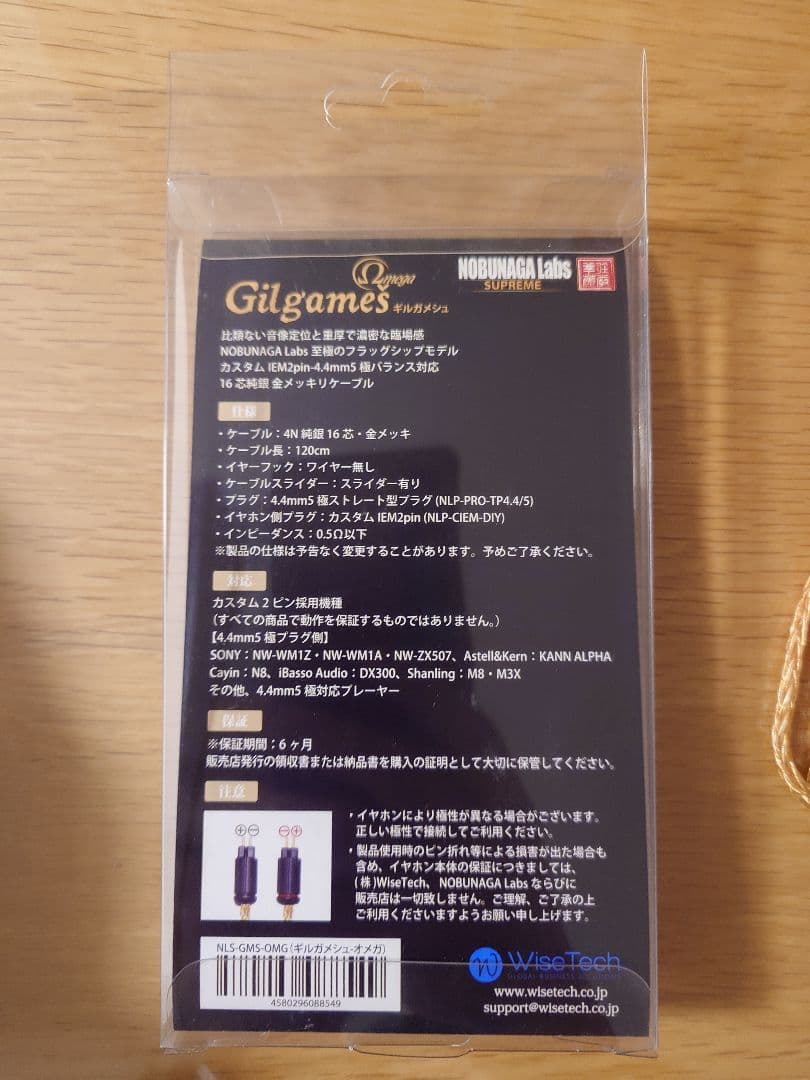 Ωmega
NOBUNAGA Labs
SUPREME
Gilgameš ギルガメシュ
比類ない音像定位と重厚で濃密な臨場感
NOBUNAGA Labs 至極のフラッグシップモデル
カスタム IEM2pin-4.4mm5 極バランス対応
16 芯純銀 金メッキリケーブル
仕様
・ケーブル：4N 純銀 16 芯・金メッキ
・ケーブル長：120cm
・イヤーフック：ワイヤー無し
・ケーブルスライダー：スライダー有り
・プラグ：4.4mm5 極ストレート型プラグ (NLP-PRO-TP4.4/5)
・イヤホン側プラグ：カスタム IEM2pin (NLP-CIEM-DIY)
・インピーダンス：0.5Ω以下
※製品の仕様は予告なく変更することがあります。予めご了承ください。
対応
カスタム 2 ピン採用機種
（すべての商品で動作を保証するものではありません。）
【4.4mm5 極プラグ側】
SONY：NW-WM1Z・NW-WM1A・NW-ZX507、Astell&Kern：KANN ALPHA
Cayin：N8、iBasso Audio：DX300、Shanling：M8・M3X
その他、4.4mm5 極対応プレーヤー
保証
※保証期間：6 ヶ月
販売店発行の領収書または納品書を購入の証明として大切に保管してください。
注意
⊕⊖ ⊖⊕
・イヤホンにより極性が異なる場合がございます。
正しい極性で接続してご利用ください。
・製品使用時のピン折れ等による損害が出た場合も
含め、イヤホン本体の保証につきましては、
(株)WiseTech、NOBUNAGA Labs ならびに
販売店は一切致しません。ご理解、ご了承の上
ご利用くださいますようお願い申し上げます。
NLS-GMS-OMG（ギルガメシュ-オメガ）
4580296088549
WiseTech
GLOBAL BUSINESS SOLUTIONS
www.wisetech.co.jp
support@wisetech.co.jp